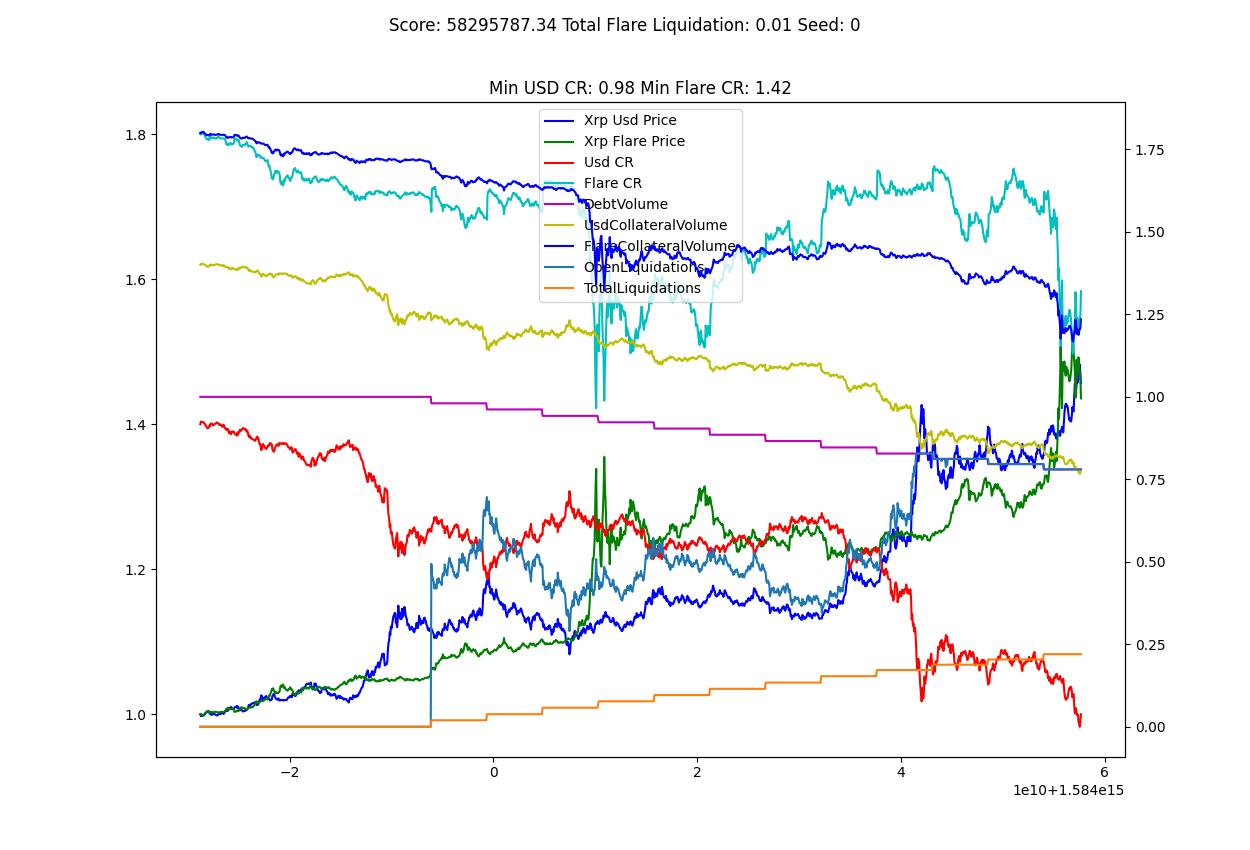 Score: 58295787.34 Total Flare Liquidation: 0.01 Seed: 0
Min USD CR: 0.98 Min Flare CR: 1.42
Xrp Usd Price
Xrp Flare Price
Usd CR
Flare CR
DebtVolume
UsdCollateralVolume
FlareCollateralVolume
OpenLiquidations
TotalLiquidations
1.8
1.6
1.4
1.2
1.0
1.75
1.50
1.25
1.00
0.75
0.50
0.25
0.00
−2
0
2
4
6
1e10+1.584e15